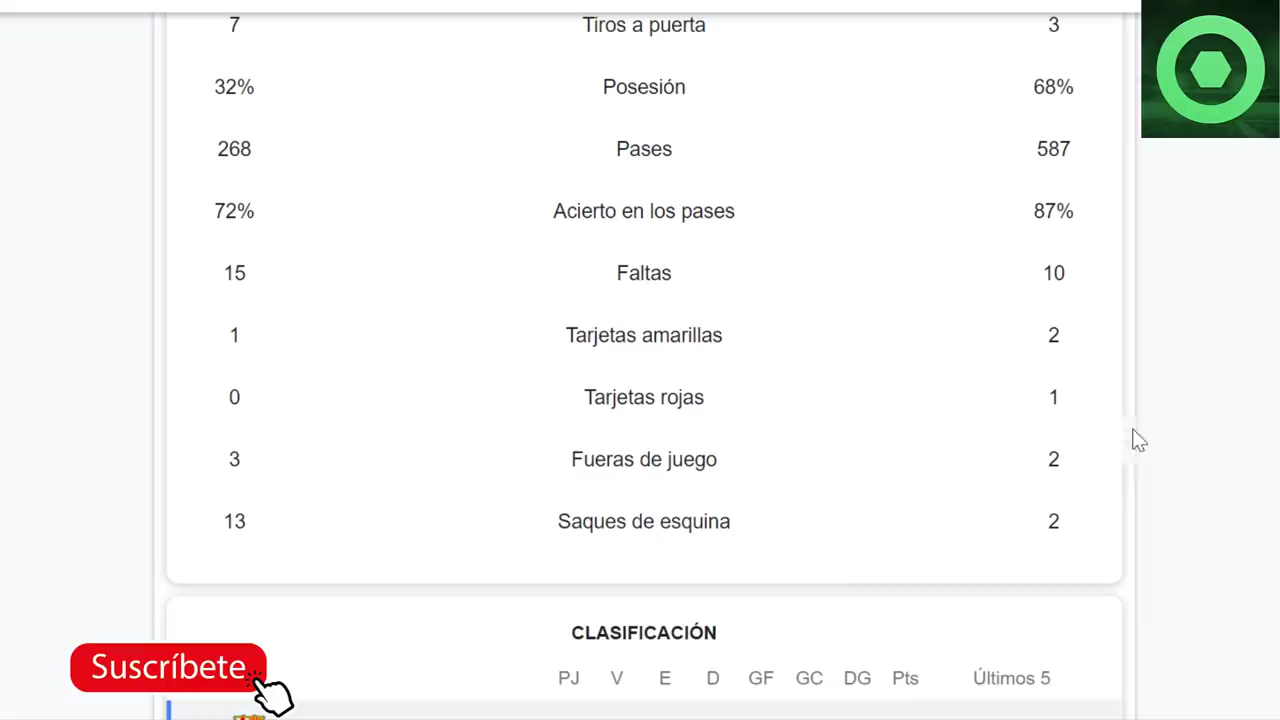 7 Tiros a puerta 3
32% Posesión 68%
268 Pases 587
72% Acierto en los pases 87%
15 Faltas 10
1 Tarjetas amarillas 2
0 Tarjetas rojas 1
3 Fueras de juego 2
13 Saques de esquina 2
CLASIFICACIÓN
PJ V E D GF GC DG Pts Últimos 5
Suscríbete